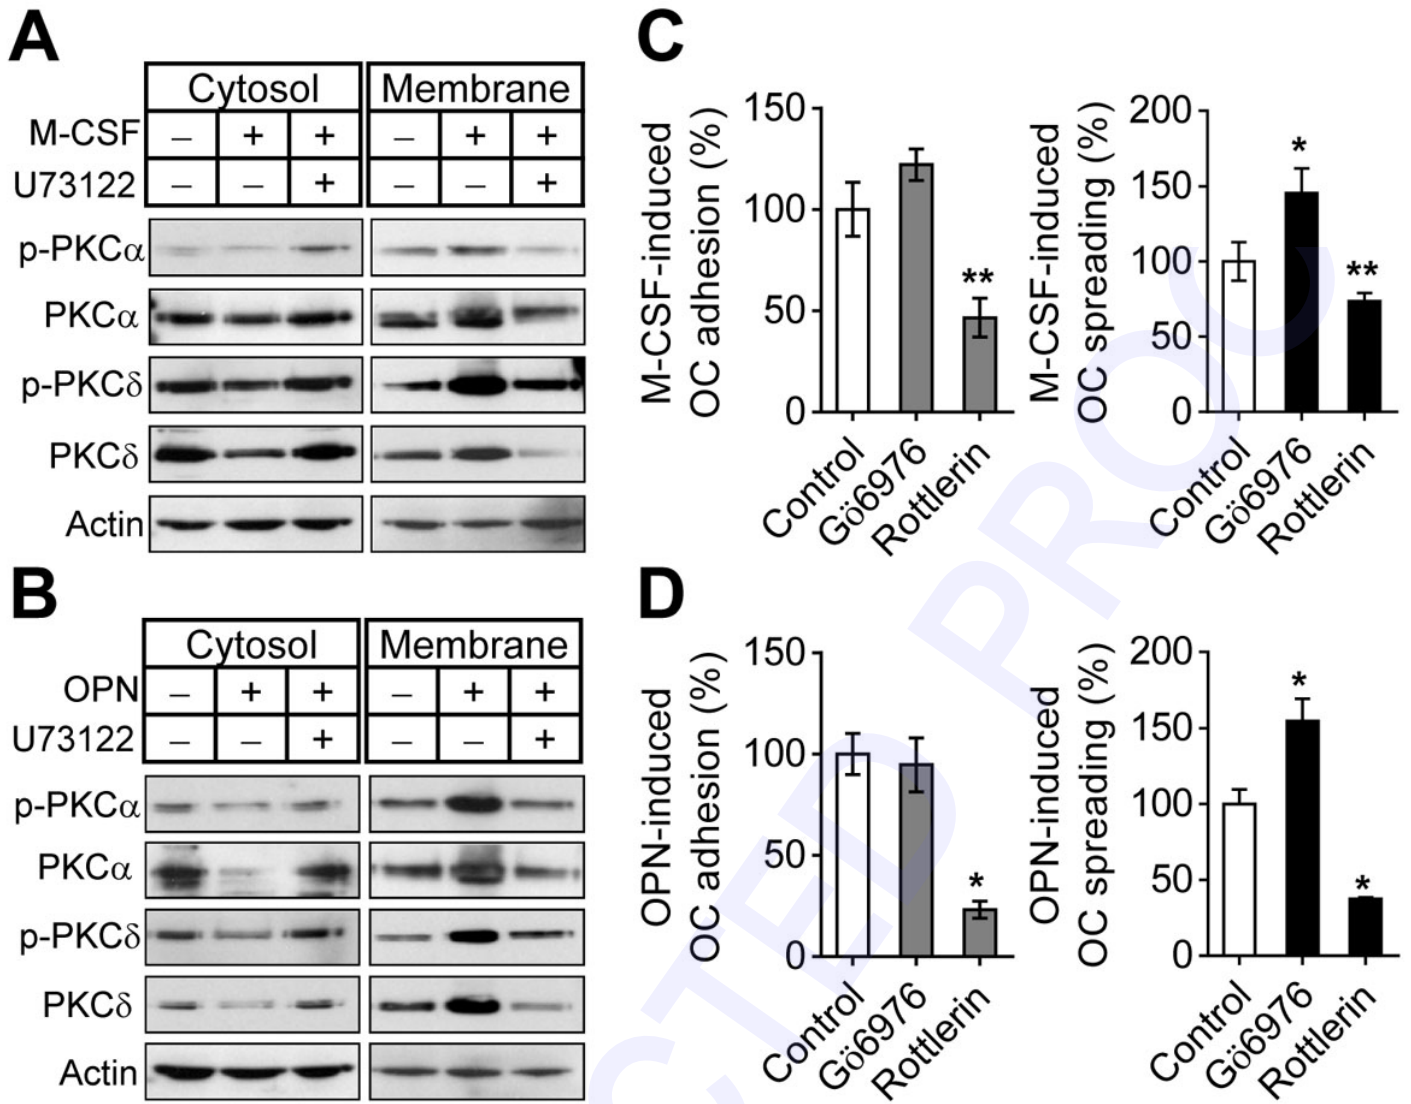 A
Cytosol Membrane
M-CSF – + + – + +
U73122 – – + – – +
p-PKCα
PKCα
p-PKCδ
PKCδ
Actin
B
Cytosol Membrane
OPN – + + – + +
U73122 – – + – – +
p-PKCα
PKCα
p-PKCδ
PKCδ
Actin
C
M-CSF-induced
OC adhesion (%)
150
100
50
0
**
Control
Gö6976
Rottlerin
M-CSF-induced
OC spreading (%)
200
150
100
50
0
*
**
Control
Gö6976
Rottlerin
D
OPN-induced
OC adhesion (%)
150
100
50
0
*
Control
Gö6976
Rottlerin
OPN-induced
OC spreading (%)
200
150
100
50
0
*
*
Control
Gö6976
Rottlerin
CTED PROC